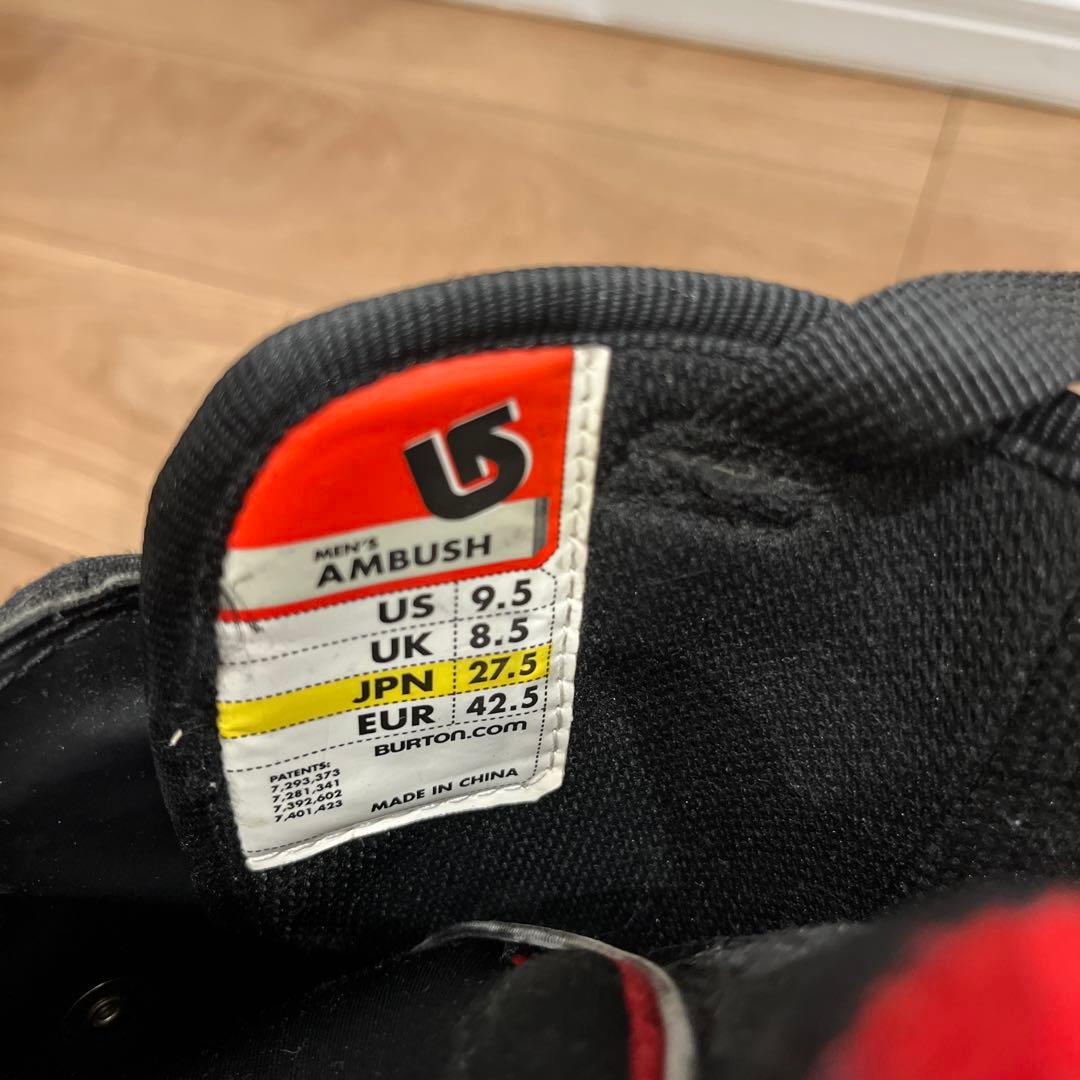 MEN'S
AMBUSH
US 9.5
UK 8.5
JPN 27.5
EUR 42.5
BURTON.COM
PATENTS:
7,293,373
7,281,341
7,392,602
7,401,423
MADE IN CHINA